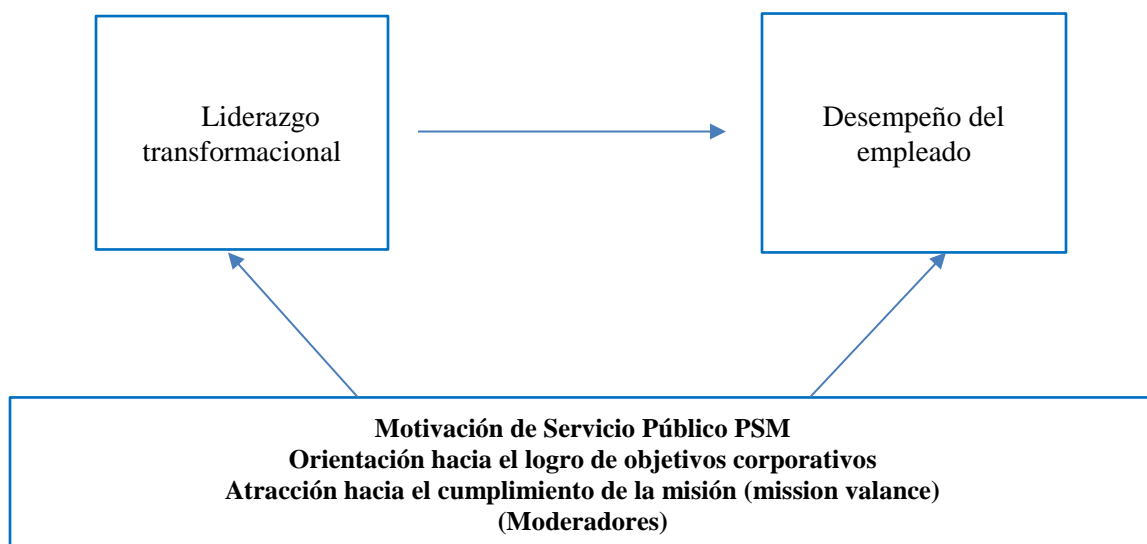 Liderazgo
transformacional
Desempeño del
empleado
Motivación de Servicio Público PSM
Orientación hacia el logro de objetivos corporativos
Atracción hacia el cumplimiento de la misión (mission valance)
(Moderadores)